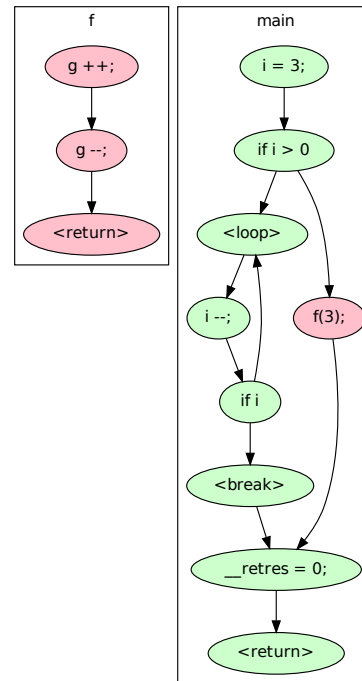 f
g ++;
g --;
<return>
main
i = 3;
if i > 0
<loop>
i --;
f(3);
if i
<break>
__retres = 0;
<return>